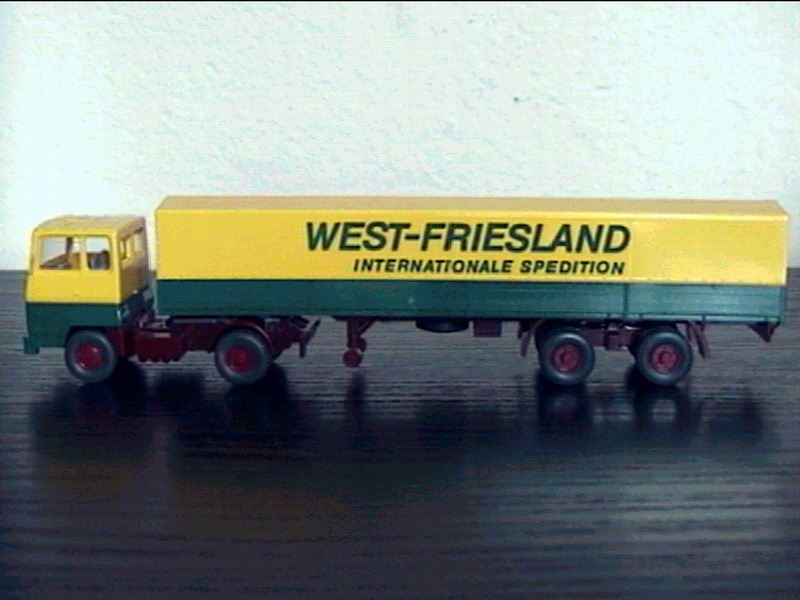 WEST-FRIESLAND
INTERNATIONALE SPEDITION